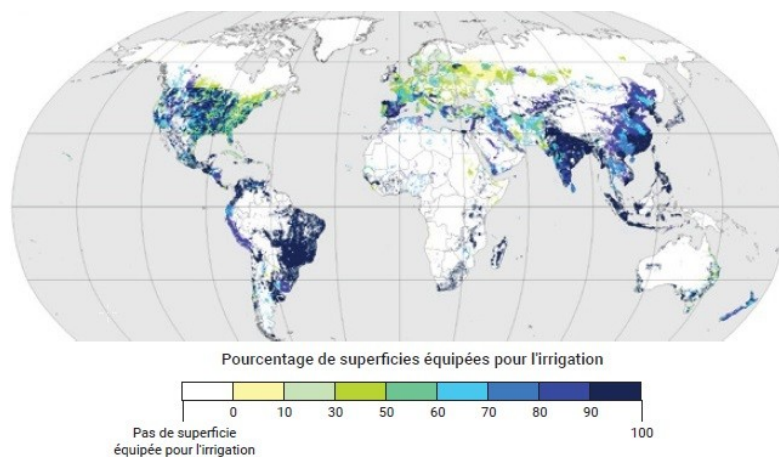 Pourcentage de superficies équipées pour l'irrigation
0 10 30 50 60 70 80 90 100
Pas de superficie
équipée pour l'irrigation